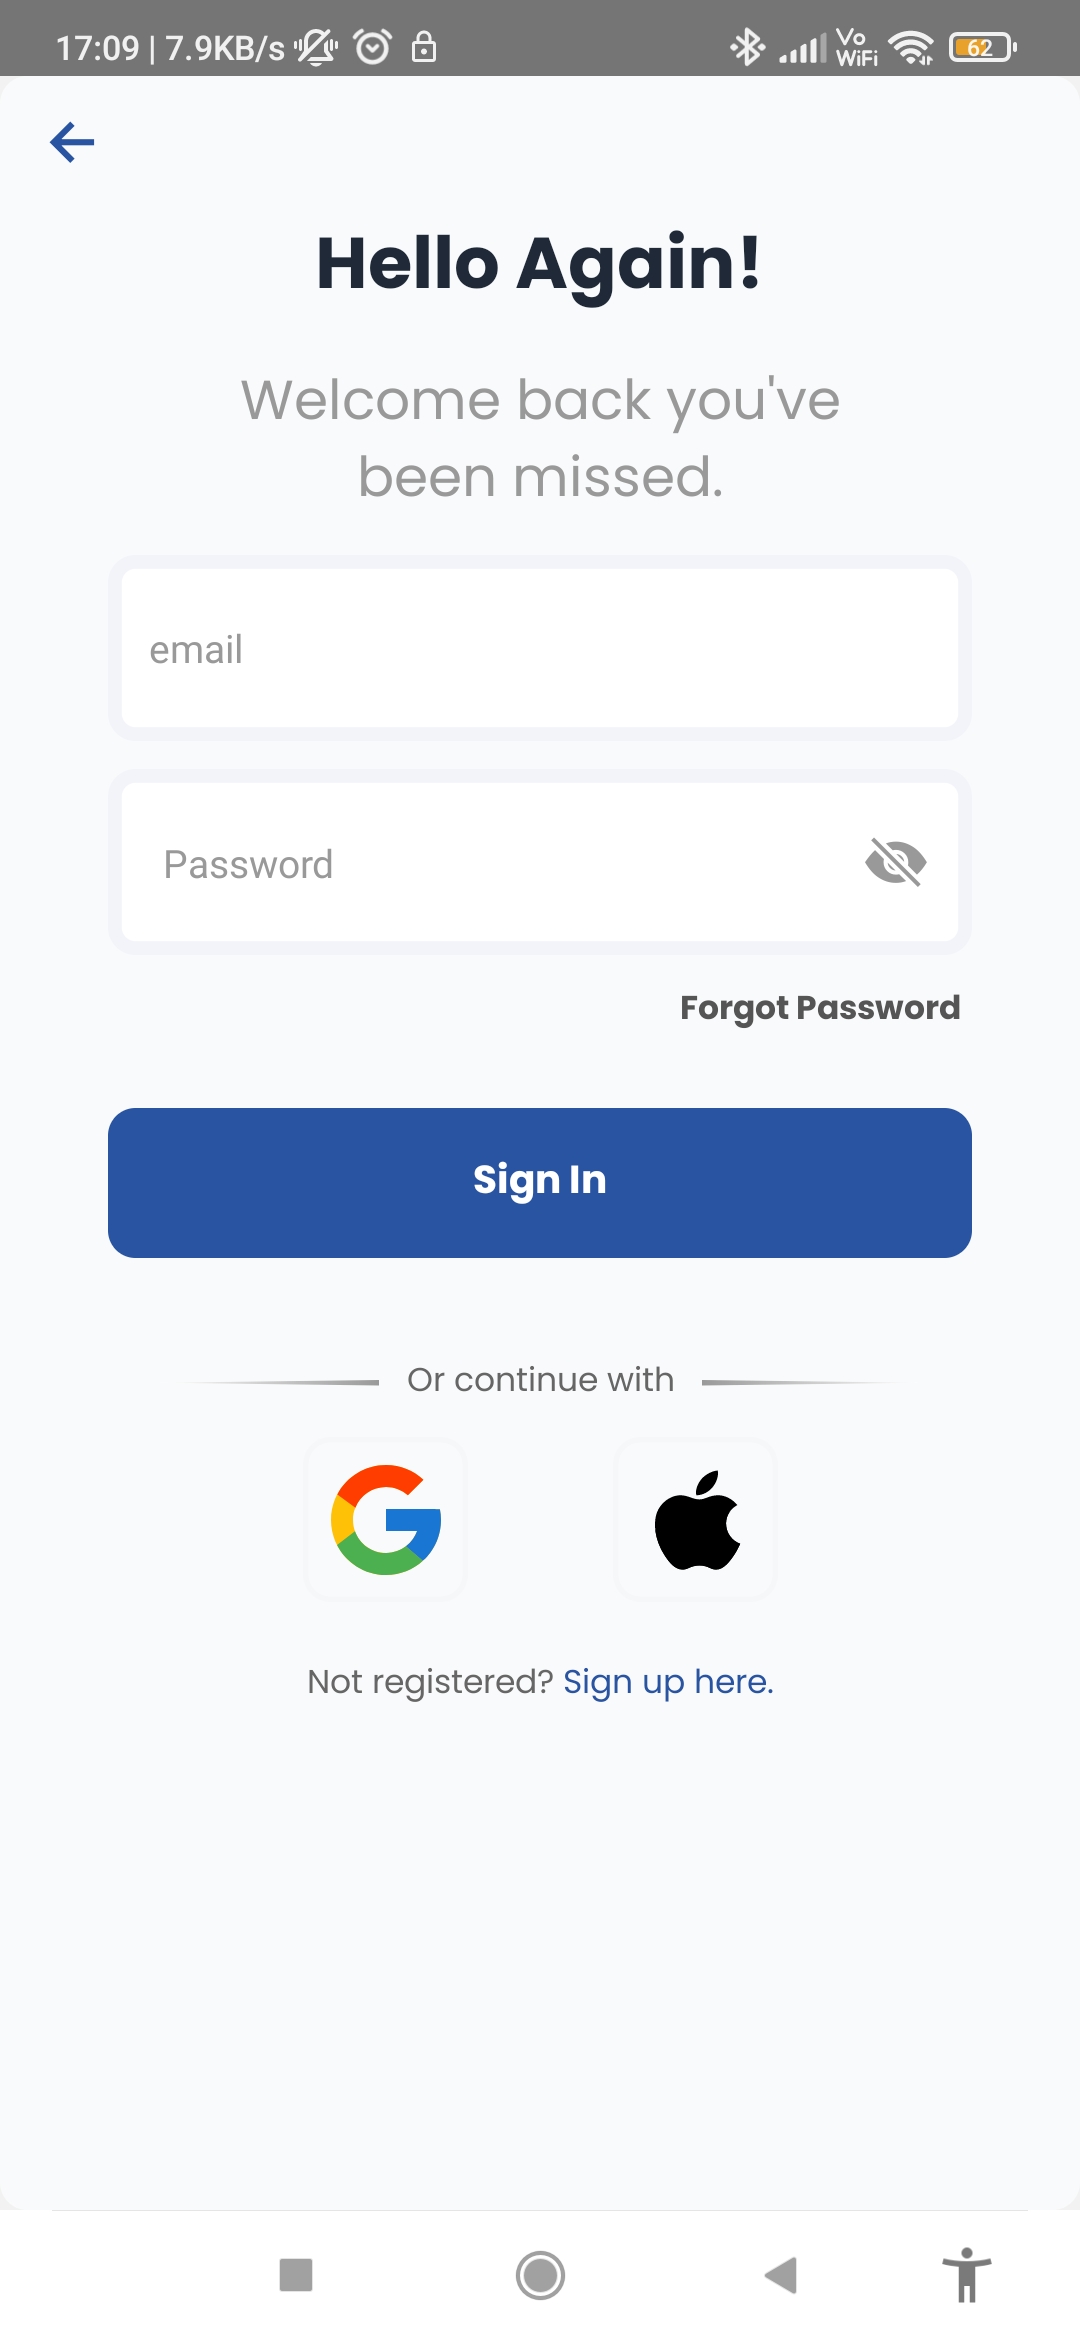 17:09 | 7.9KB/s Vo WiFi 62
Hello Again!
Welcome back you've
been missed.
email
Password
Forgot Password
Sign In
Or continue with
Not registered? Sign up here.